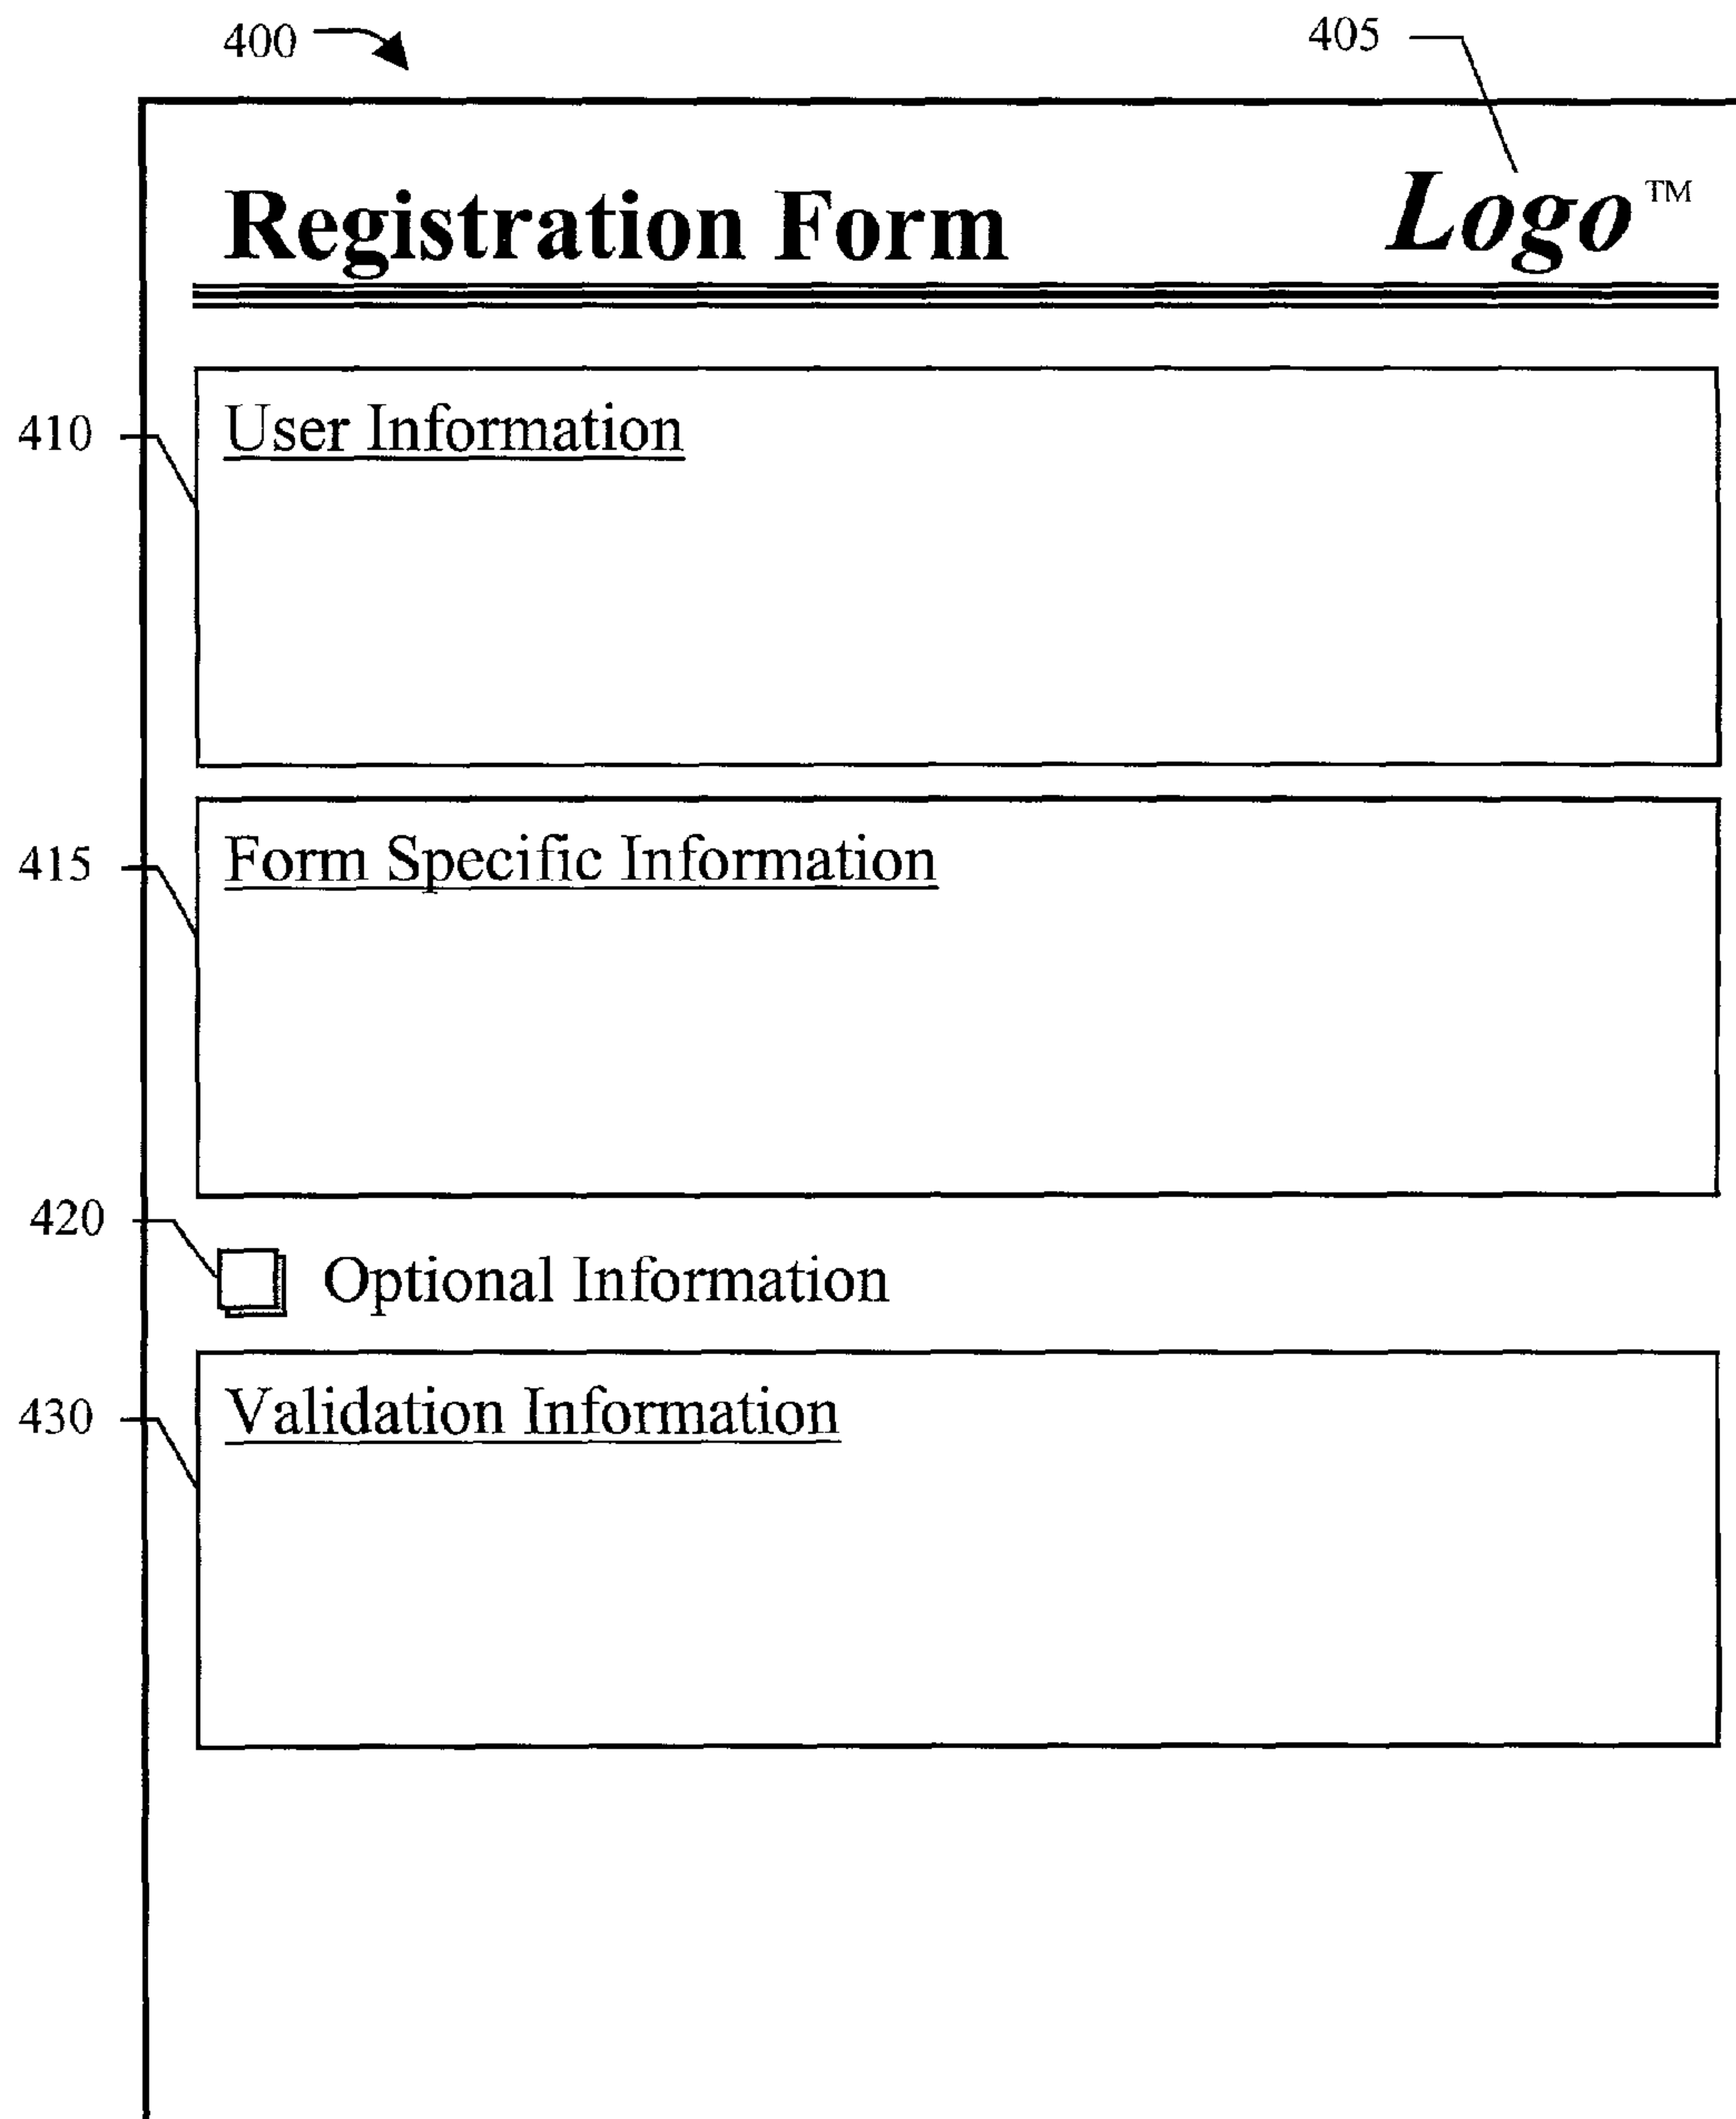 400
405
Registration Form
Logo™
410
User Information
415
Form Specific Information
420
Optional Information
430
Validation Information